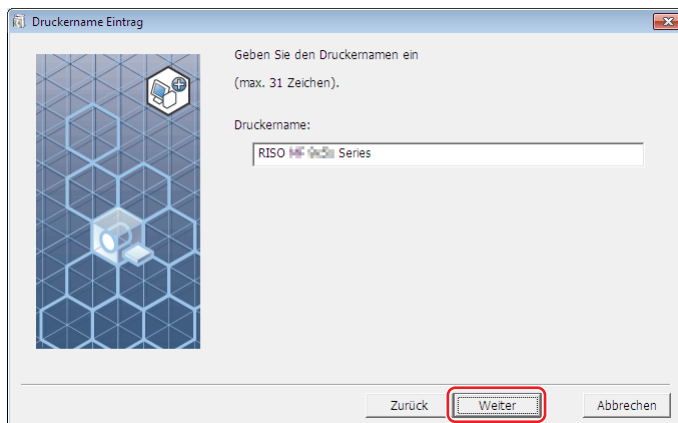 Druckername Eintrag
Geben Sie den Druckernamen ein
(max. 31 Zeichen).
Druckername:
RISO Series
Zurück Weiter Abbrechen